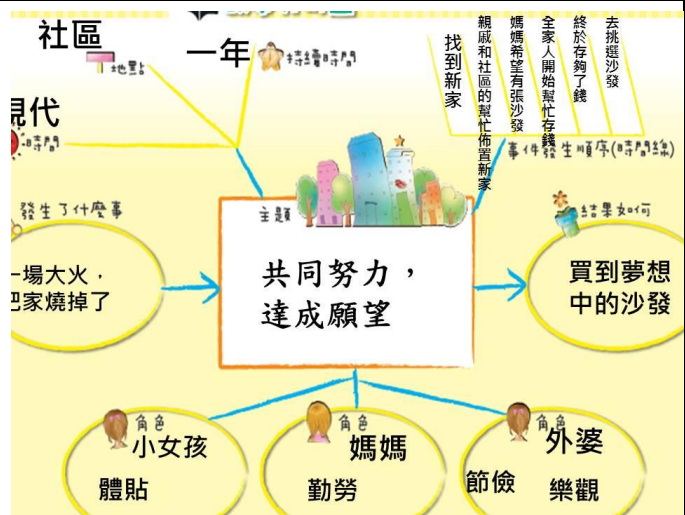 社區
地點
一年
持續時間
現代
時間
找到新家
親戚和社區的幫忙佈置新家
媽媽希望有張沙發
全家人開始幫忙存錢
終於存夠了錢
去挑選沙發
事件發生順序(時間線)
發生了什麼事
一場大火，
把家燒掉了
主題
共同努力，
達成願望
結果如何
買到夢想
中的沙發
角色
小女孩
體貼
角色
媽媽
勤勞
角色
外婆
節儉 樂觀